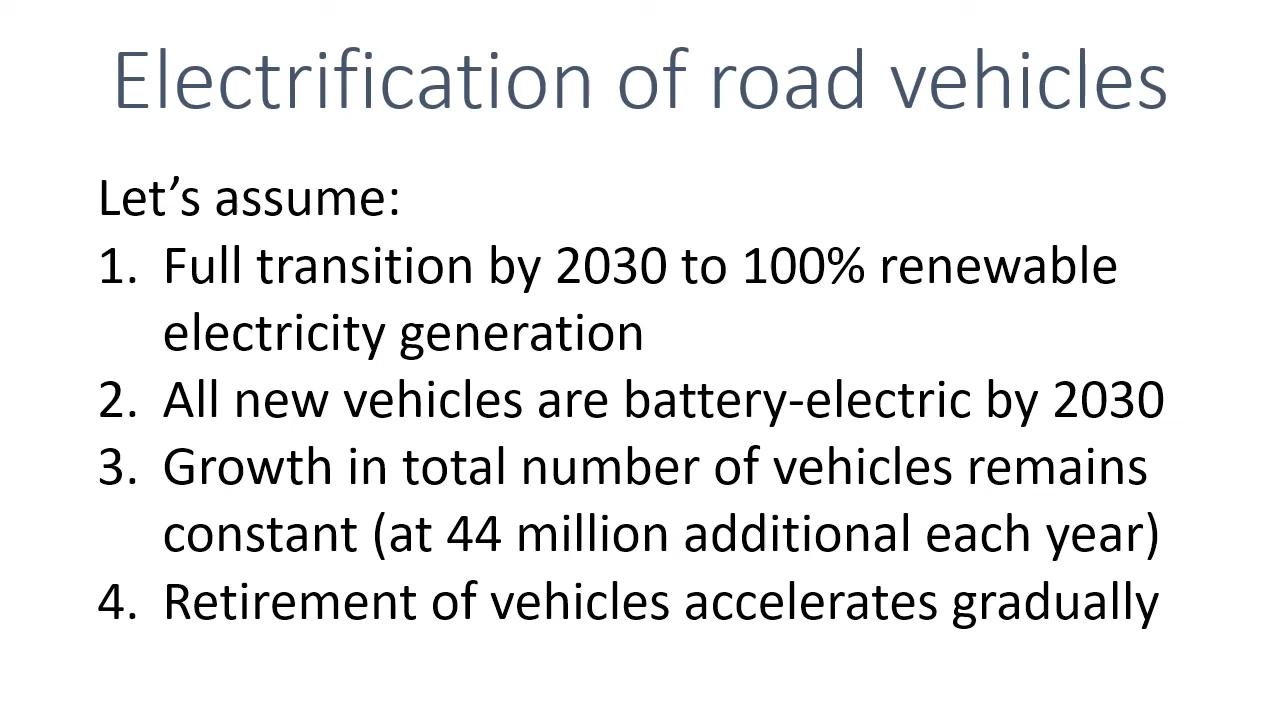 Electrification of road vehicles
Let’s assume:
1. Full transition by 2030 to 100% renewable
electricity generation
2. All new vehicles are battery-electric by 2030
3. Growth in total number of vehicles remains
constant (at 44 million additional each year)
4. Retirement of vehicles accelerates gradually